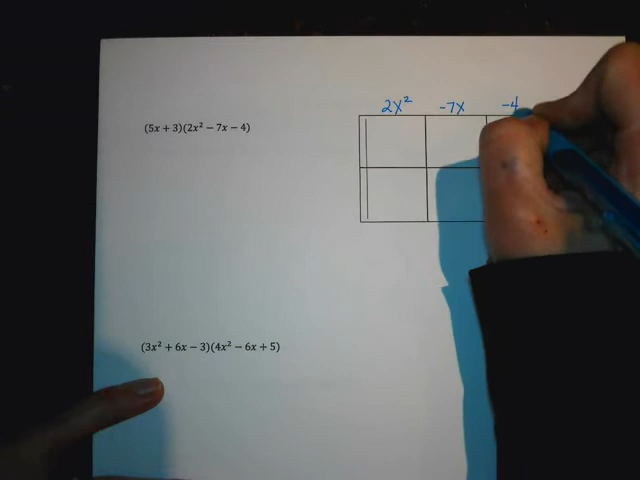 2x² -7x -4
(5x + 3)(2x² − 7x − 4)
(3x² + 6x − 3)(4x² − 6x + 5)